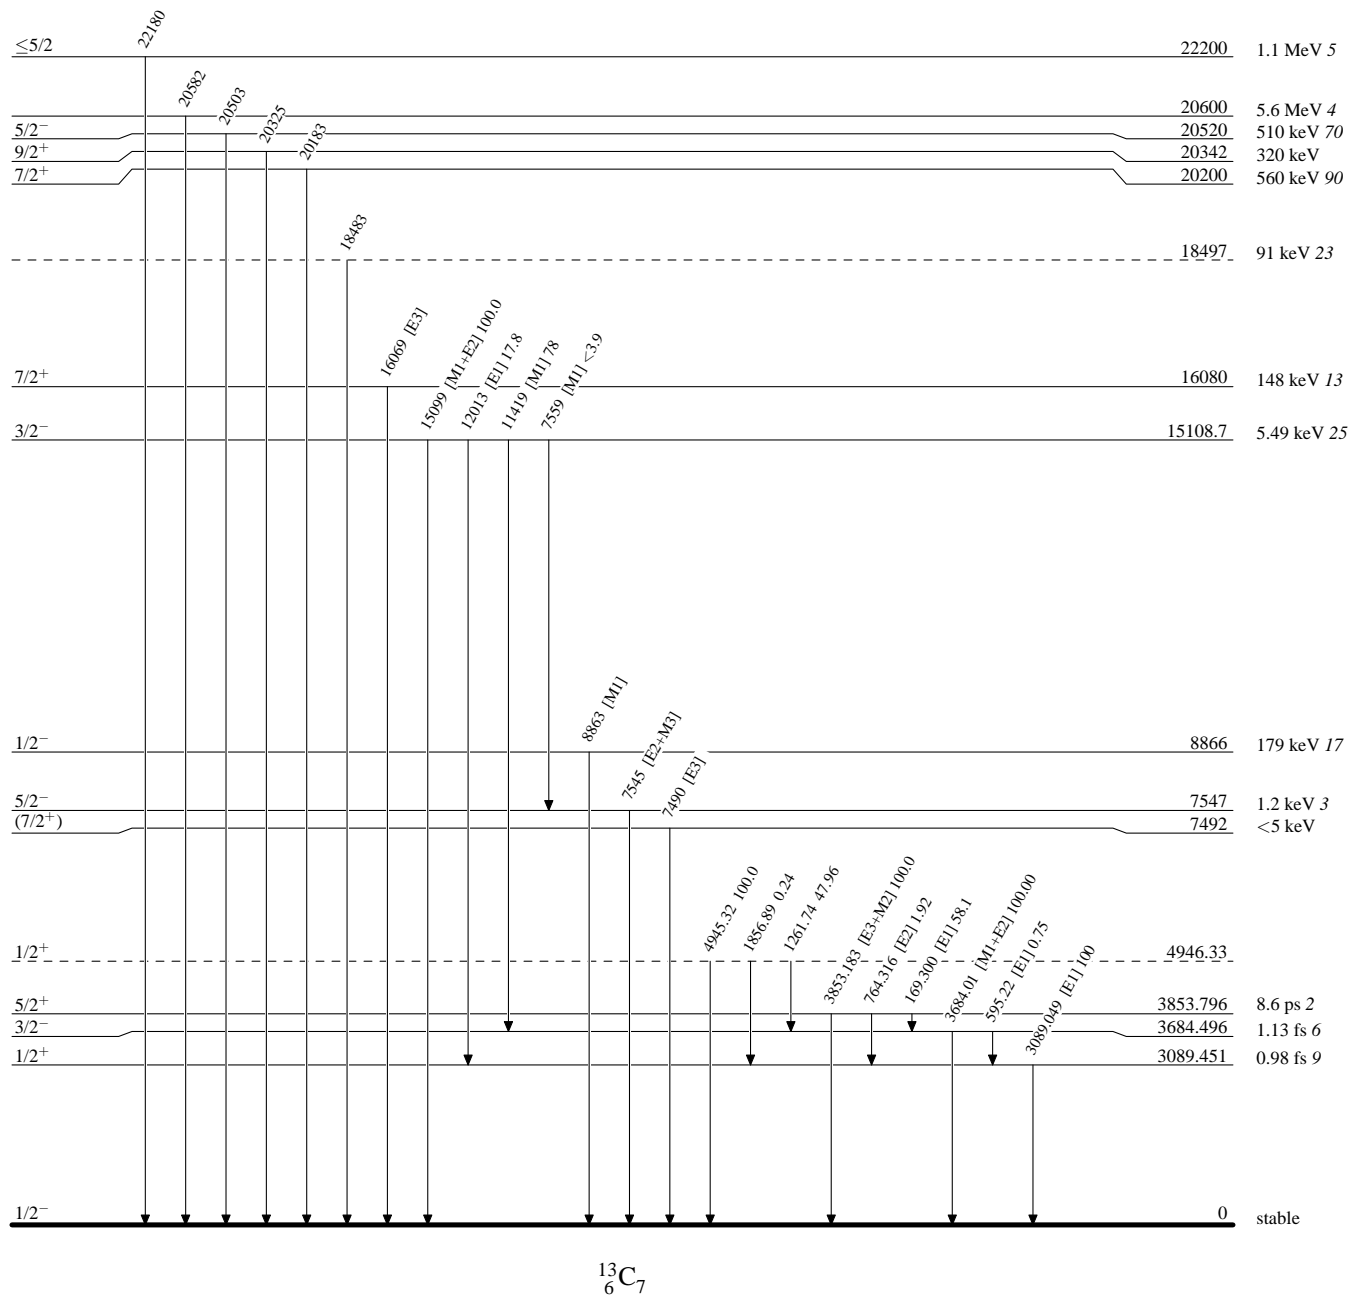 22180
≤5/2 22200 1.1 MeV 5
20582
20600 5.6 MeV 4
20503
5/2⁻ 20520 510 keV 70
20325
9/2⁺ 20342 320 keV
20183
7/2⁺ 20200 560 keV 90
18483
18497 91 keV 23
16069 [E3]
7/2⁺ 16080 148 keV 13
15099 [M1+E2] 100.0
12013 [E1] 17.8
11419 [M1] 78
7559 [M1] <3.9
3/2⁻ 15108.7 5.49 keV 25
8863 [M1]
1/2⁻ 8866 179 keV 17
7545 [E2+M3]
5/2⁻ 7547 1.2 keV 3
7490 [E3]
(7/2⁺) 7492 <5 keV
4945.32 100.0
1856.89 0.24
1261.74 47.96
1/2⁺ 4946.33
3853.183 [E3+M2] 100.0
764.316 [E2] 1.92
169.300 [E1] 58.1
5/2⁺ 3853.796 8.6 ps 2
3684.01 [M1+E2] 100.00
595.22 [E1] 0.75
3/2⁻ 3684.496 1.13 fs 6
3089.049 [E1] 100
1/2⁺ 3089.451 0.98 fs 9
1/2⁻ 0 stable
¹³₆C₇